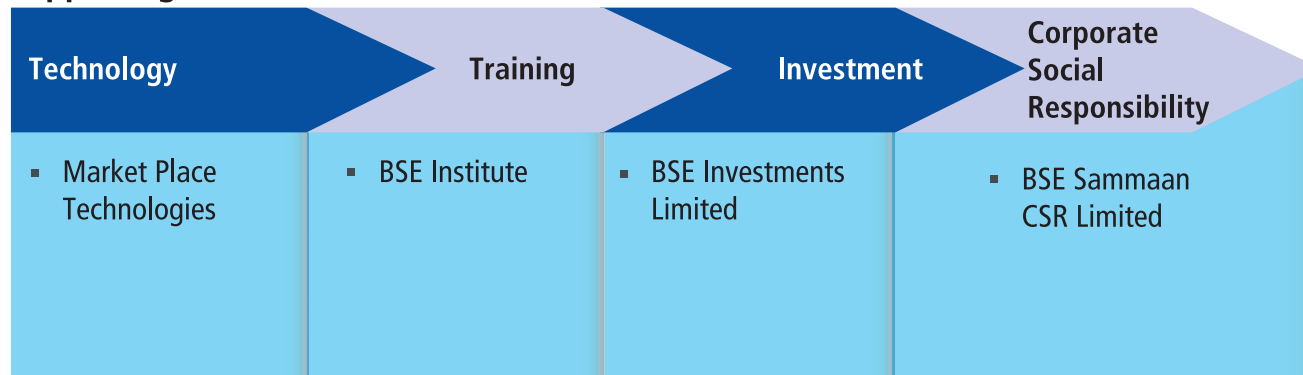 Technology
Training
Investment
Corporate
Social
Responsibility
▪ Market Place
Technologies
▪ BSE Institute
▪ BSE Investments
Limited
▪ BSE Sammaan
CSR Limited